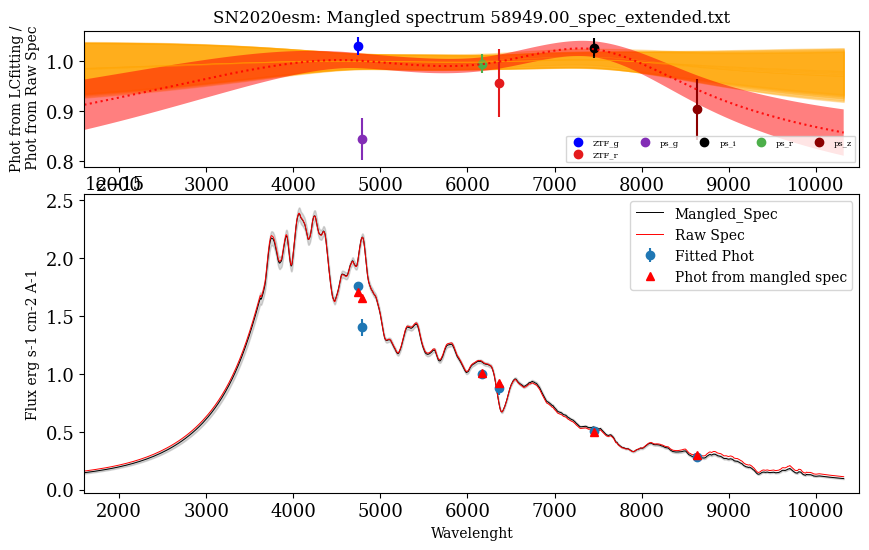 SN2020esm: Mangled spectrum 58949.00_spec_extended.txt
Phot from LCfitting /
Phot from Raw Spec
1.0
0.9
0.8
ZTF_g
ps_g
ps_i
ps_r
ps_z
ZTF_r
2000 3000 4000 5000 6000 7000 8000 9000 10000
1e−15
2.5
2.0
1.5
1.0
0.5
0.0
Flux erg s-1 cm-2 A-1
Mangled_Spec
Raw Spec
Fitted Phot
Phot from mangled spec
2000 3000 4000 5000 6000 7000 8000 9000 10000
Wavelenght